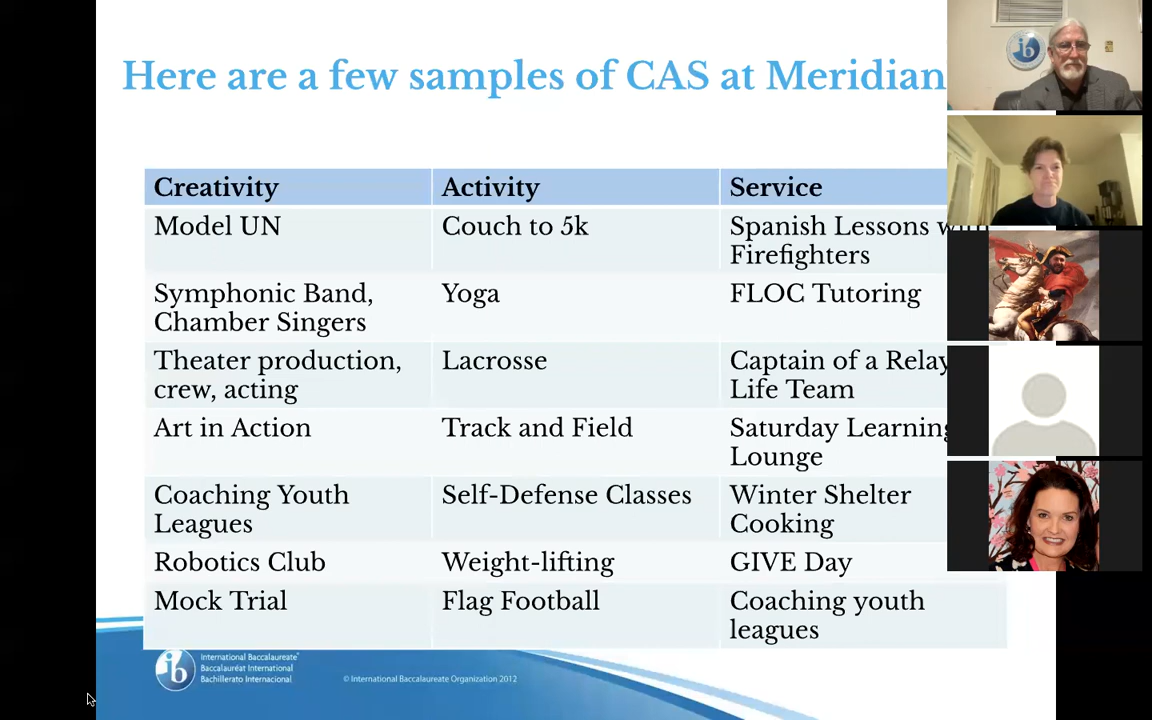 Here are a few samples of CAS at Meridian
Creativity Activity Service
Model UN Couch to 5k Spanish Lessons
Firefighters
Symphonic Band, Yoga FLOC Tutoring
Chamber Singers
Theater production, Lacrosse Captain of a Relay
crew, acting Life Team
Art in Action Track and Field Saturday Learning
Lounge
Coaching Youth Self-Defense Classes Winter Shelter
Leagues Cooking
Robotics Club Weight-lifting GIVE Day
Mock Trial Flag Football Coaching youth
leagues
ib
International Baccalaureate®
Baccalauréat International
Bachillerato Internacional
© International Baccalaureate Organization 2012
ib